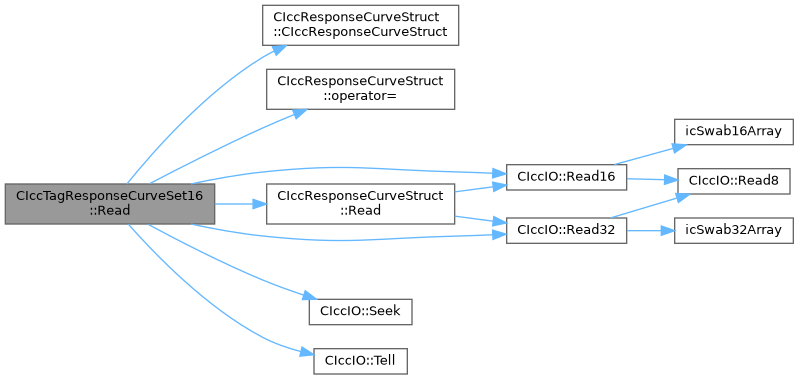 CIccTagResponseCurveSet16
::Read
CIccResponseCurveStruct
::CIccResponseCurveStruct
CIccResponseCurveStruct
::operator=
CIccResponseCurveStruct
::Read
CIccIO::Seek
CIccIO::Tell
CIccIO::Read16
CIccIO::Read32
icSwab16Array
CIccIO::Read8
icSwab32Array